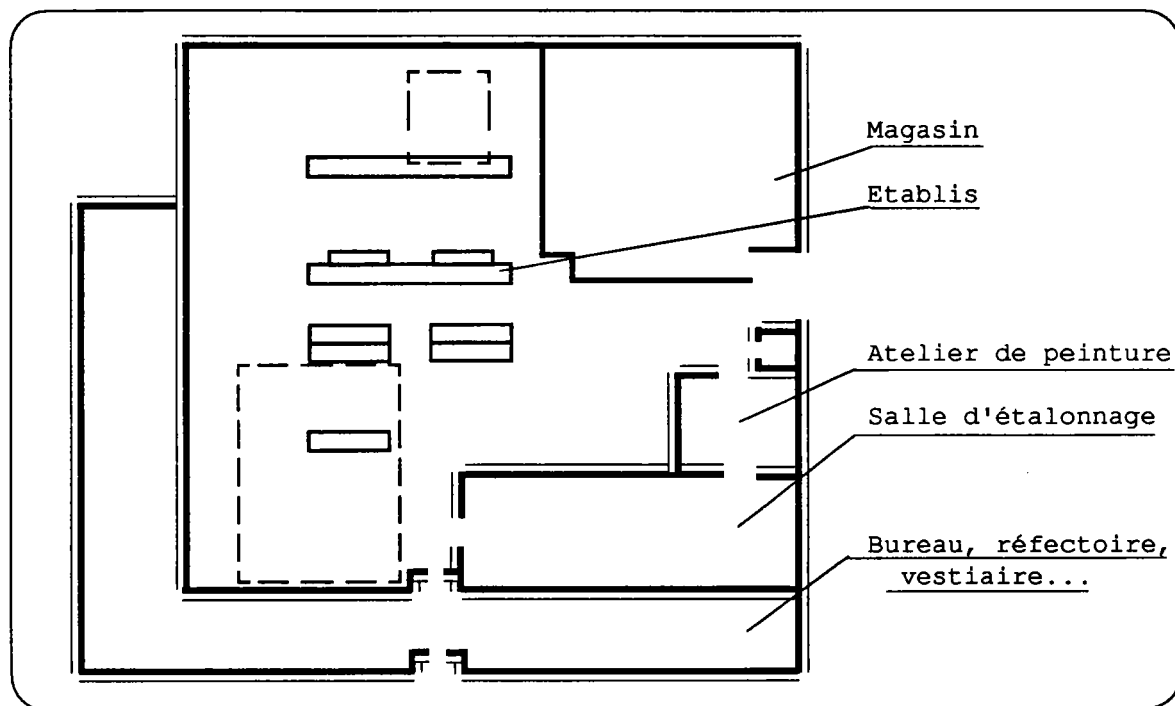 Magasin
Etablis
Atelier de peinture
Salle d'étalonnage
Bureau, réfectoire,
vestiaire...